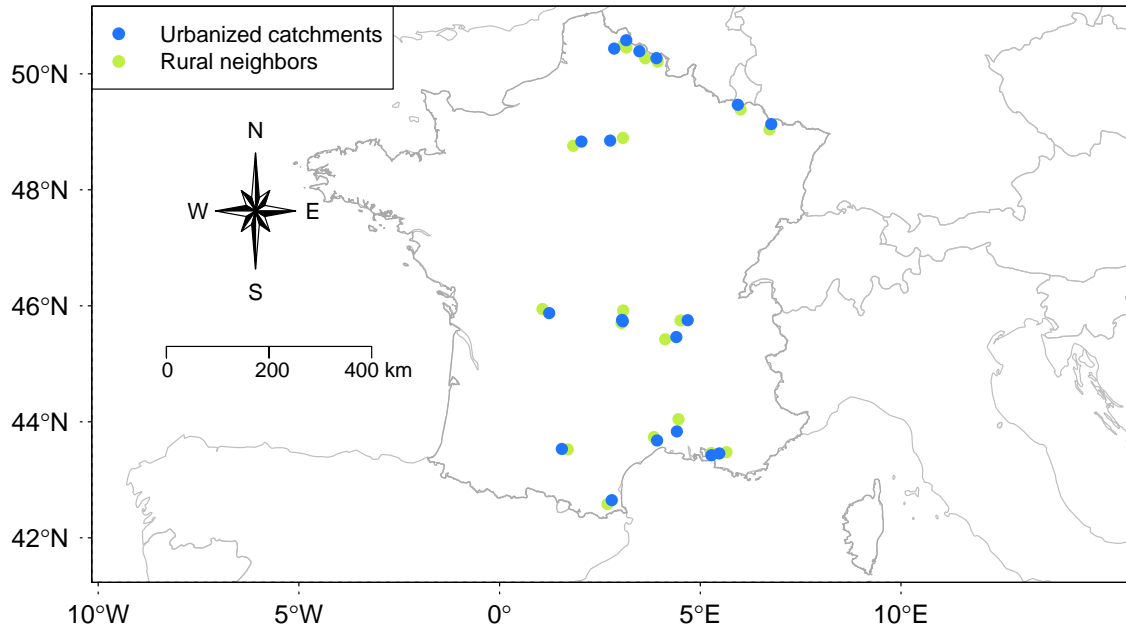 Urbanized catchments
Rural neighbors
50°N
N
48°N
W E
S
46°N
0 200 400 km
44°N
42°N
10°W 5°W 0° 5°E 10°E